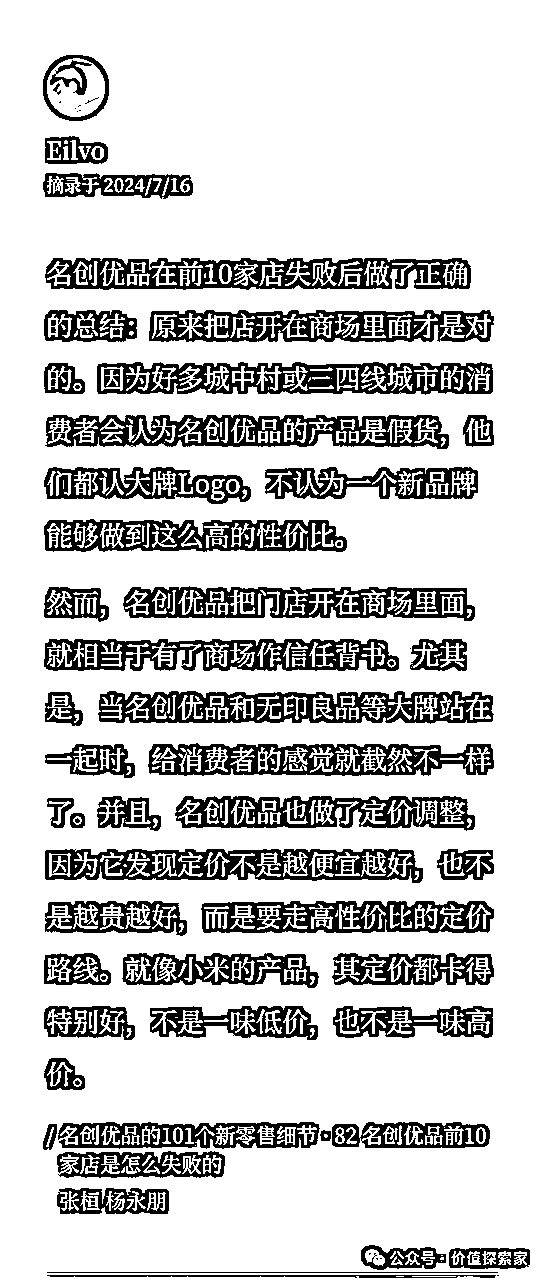 Eilvo
摘录于 2024/7/16
名创优品在前10家店失败后做了正确
的总结：原来把店开在商场里面才是对
的。因为好多城中村或三四线城市的消
费者会认为名创优品的产品是假货，他
们都认大牌Logo，不认为一个新品牌
能够做到这么高的性价比。
然而，名创优品把门店开在商场里面，
就相当于有了商场作信任背书。尤其
是，当名创优品和无印良品等大牌站在
一起时，给消费者的感觉就截然不一样
了。并且，名创优品也做了定价调整，
因为它发现定价不是越便宜越好，也不
是越贵越好，而是要走高性价比的定价
路线。就像小米的产品，其定价都卡得
特别好，不是一味低价，也不是一味高
价。
/ 名创优品的101个新零售细节·82 名创优品前10
家店是怎么失败的
张桓 杨永朋
公众号·价值探索家